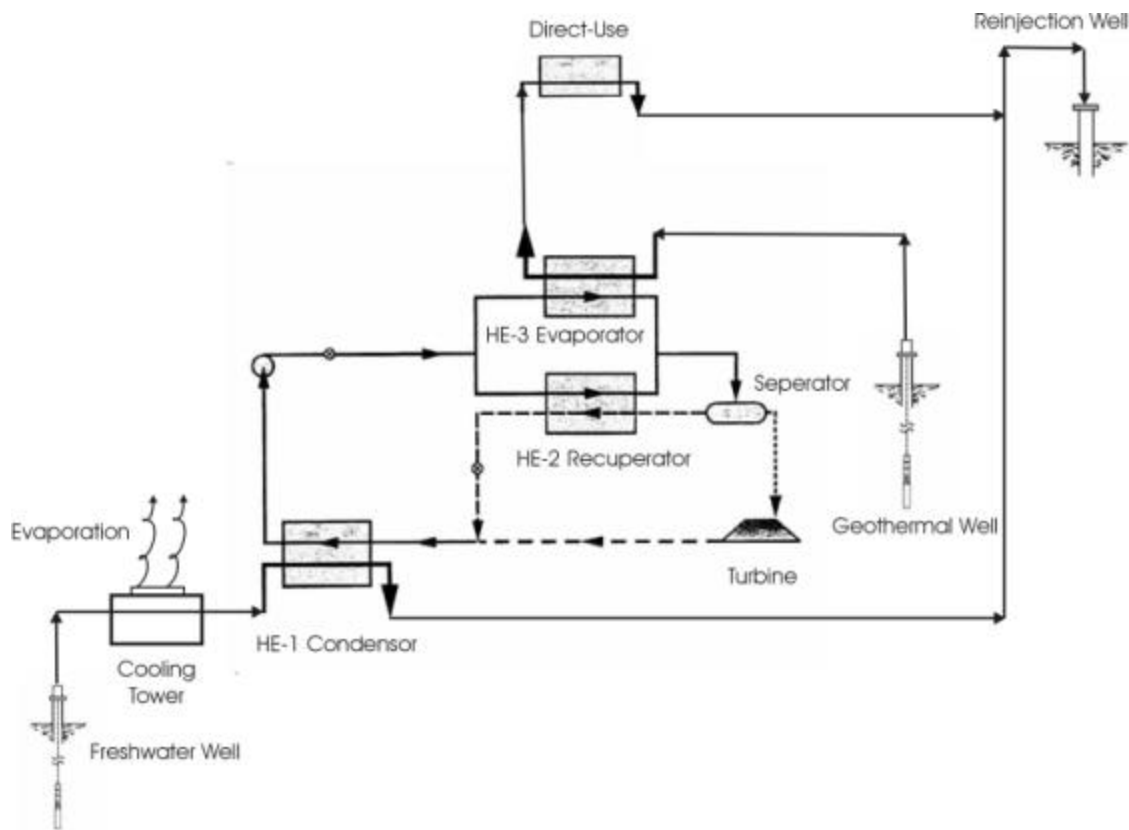 Direct-Use
Reinjection Well
HE-3 Evaporator
Seperator
HE-2 Recuperator
Geothermal Well
Evaporation
Turbine
HE-1 Condensor
Cooling
Tower
Freshwater Well